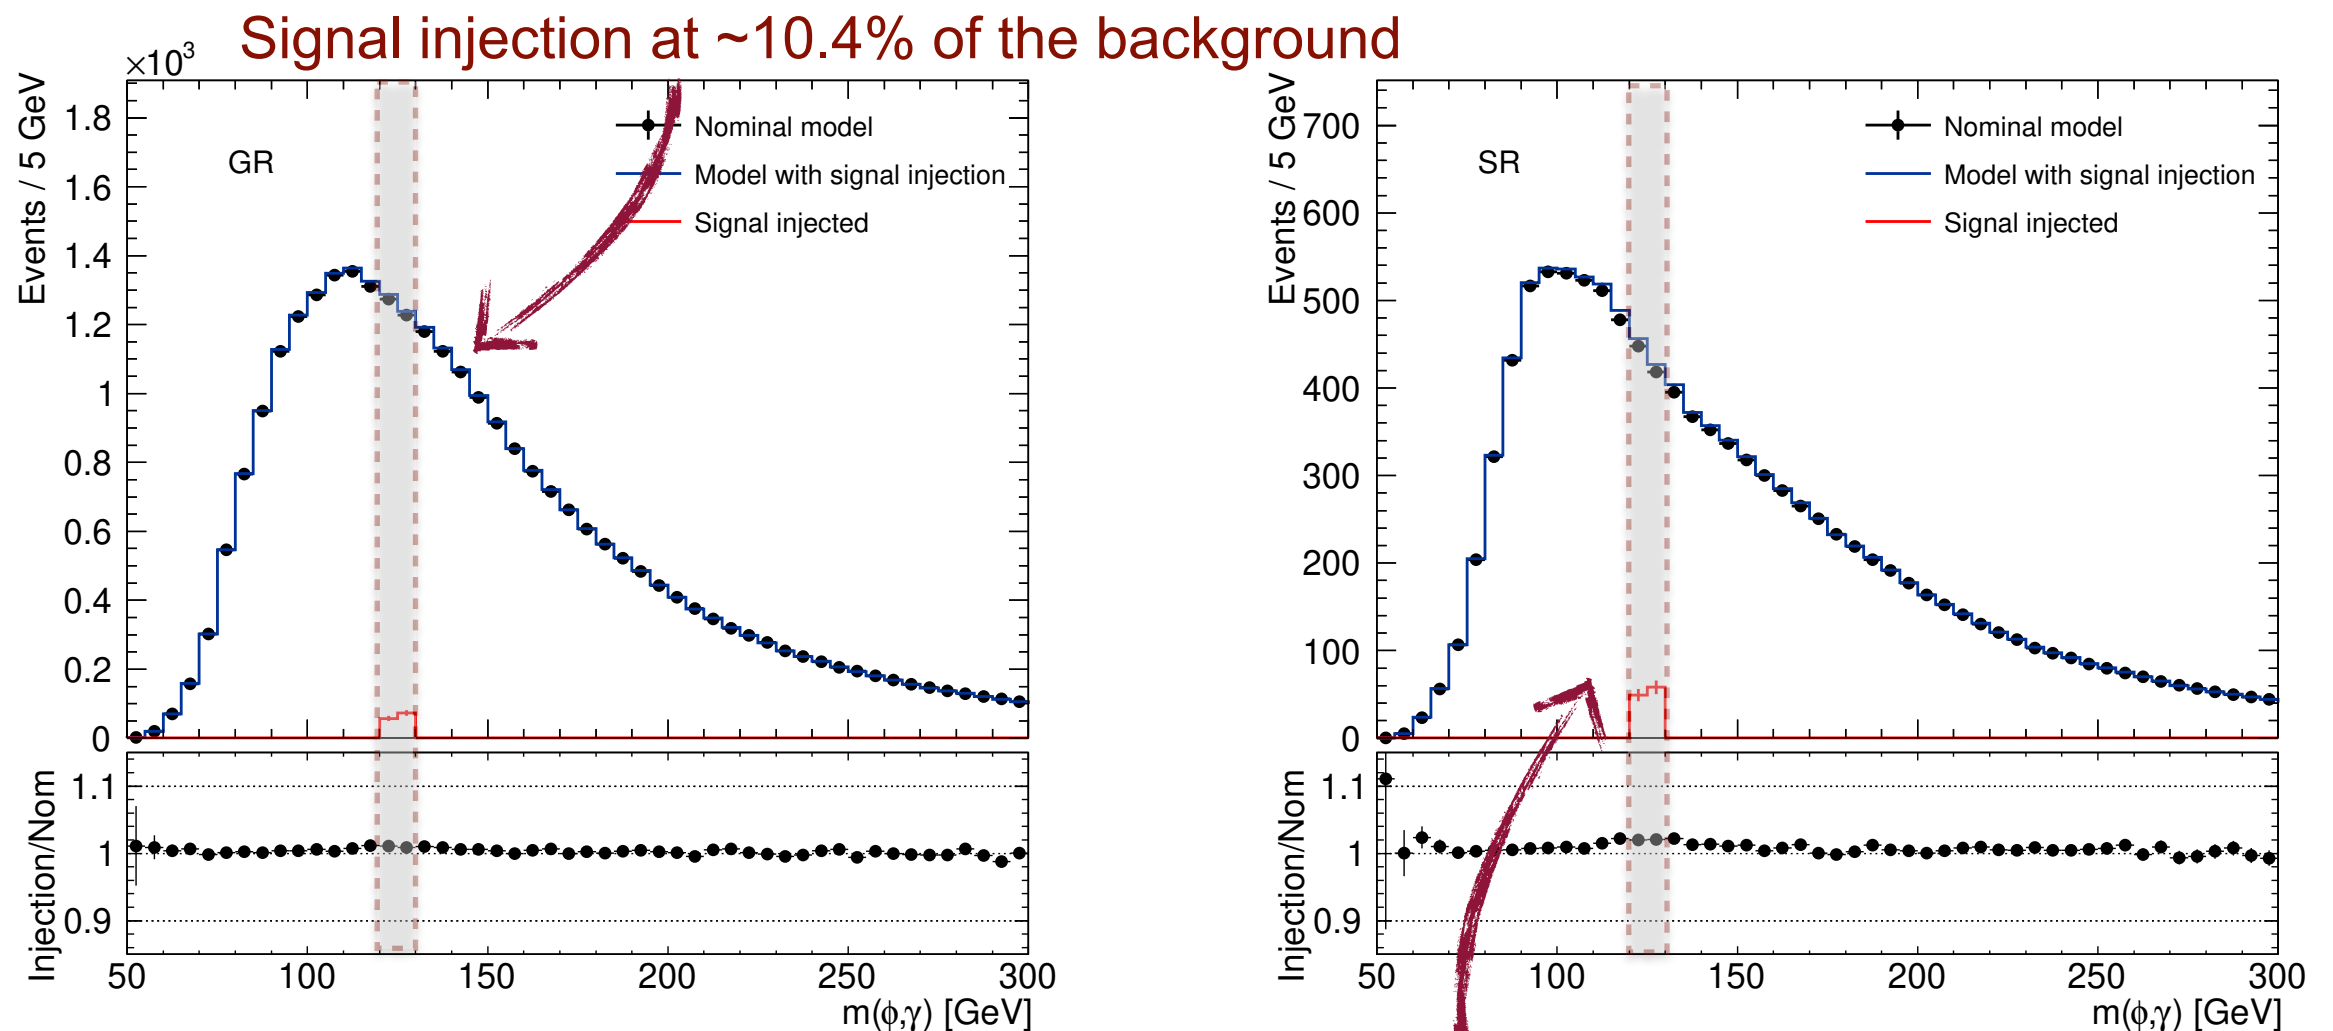 Signal injection at ~10.4% of the background
×10³
Events / 5 GeV
1.8
1.6
1.4
1.2
1
0.8
0.6
0.4
0.2
0
GR
Nominal model
Model with signal injection
Signal injected
Injection/Nom
1.1
1
0.9
50 100 150 200 250 300
m(ϕ,γ) [GeV]
Events / 5 GeV
700
600
500
400
300
200
100
0
SR
Nominal model
Model with signal injection
Signal injected
Injection/Nom
1.1
1
0.9
50 100 150 200 250 300
m(ϕ,γ) [GeV]